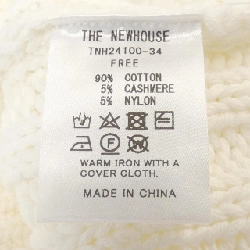 THE NEWHOUSE
TNH24100-34
FREE
90% COTTON
5% CASHMERE
5% NYLON
WARM IRON WITH A
COVER CLOTH.
MADE IN CHINA